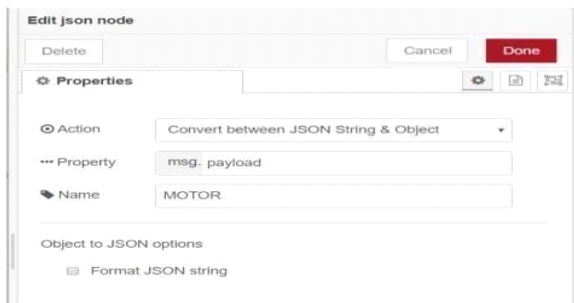 Edit json node
Delete Cancel Done
Properties
Action Convert between JSON String & Object
Property msg. payload
Name MOTOR
Object to JSON options
Format JSON string